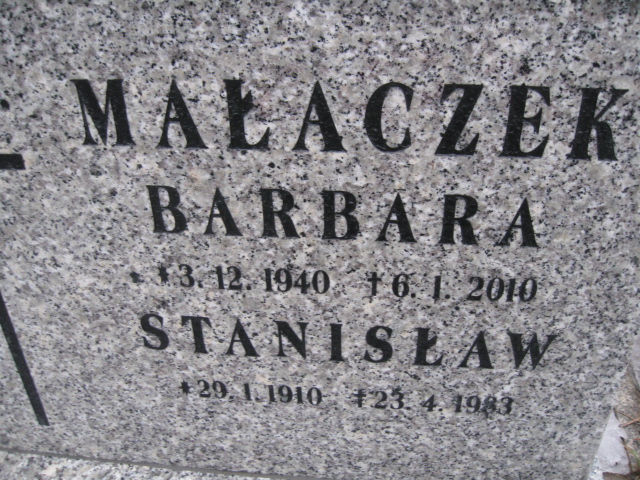 MAŁACZEK
BARBARA
* 3. 12. 1940 † 6. 1. 2010
STANISŁAW
* 29. 1. 1910 † 23. 4. 1983